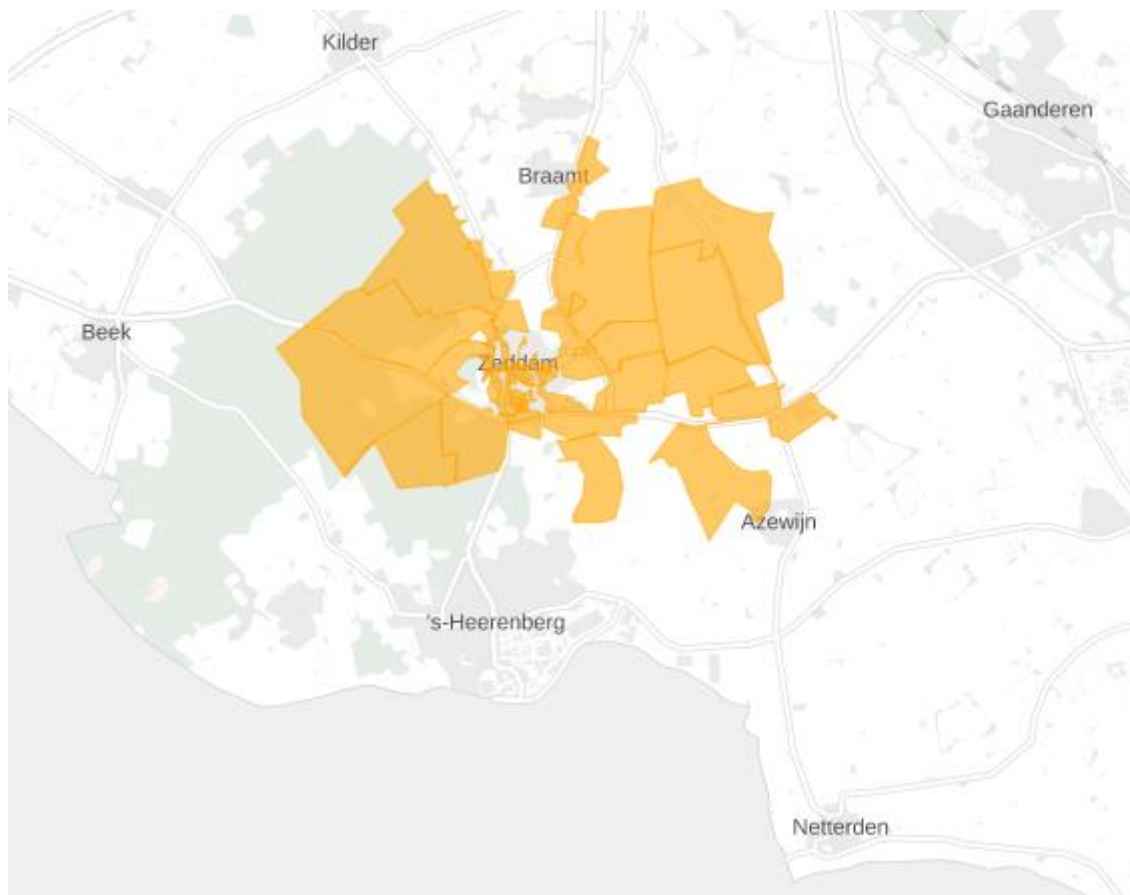 Kilder
Gaanderen
Braamt
Beek
Zeddam
Azewijn
's-Heerenberg
Netterden